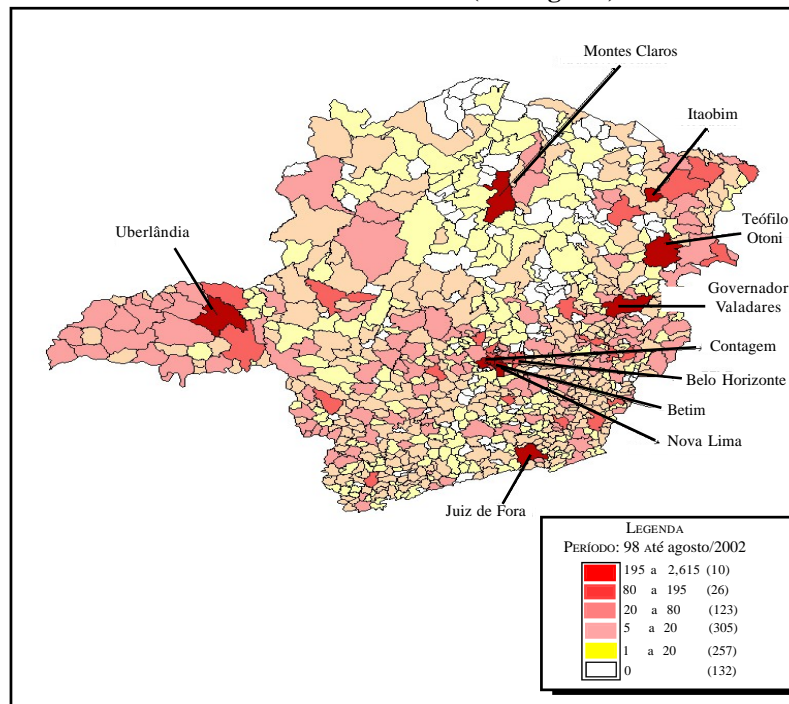 Montes Claros
Itaobim
Teófilo
Otoni
Uberlândia
Governador
Valadares
Contagem
Belo Horizonte
Betim
Nova Lima
Juiz de Fora
LEGENDA
PERÍODO: 98 ATÉ agosto/2002
195 a 2,615 (10)
80 a 195 (26)
20 a 80 (123)
5 a 20 (305)
1 a 20 (257)
0 (132)